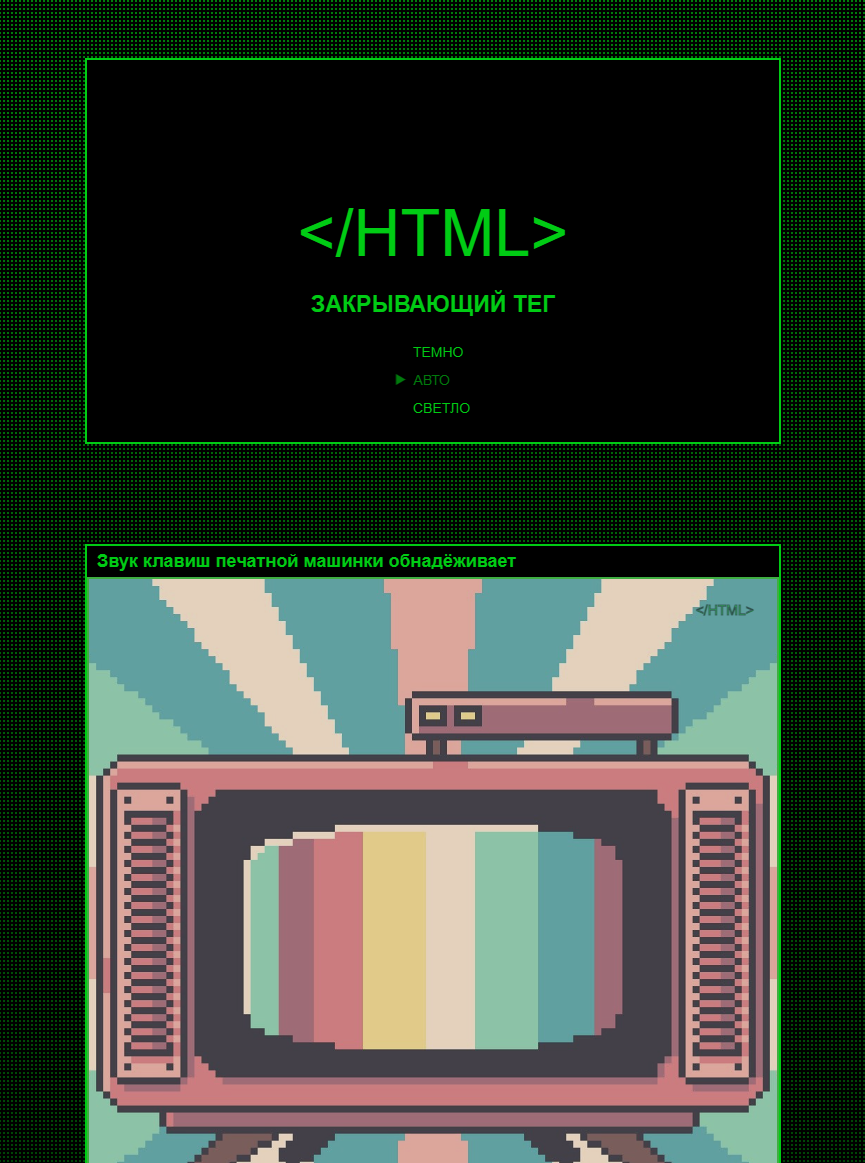 </HTML>
ЗАКРЫВАЮЩИЙ ТЕГ
ТЕМНО
АВТО
СВЕТЛО
Звук клавиш печатной машинки обнадёживает
</HTML>